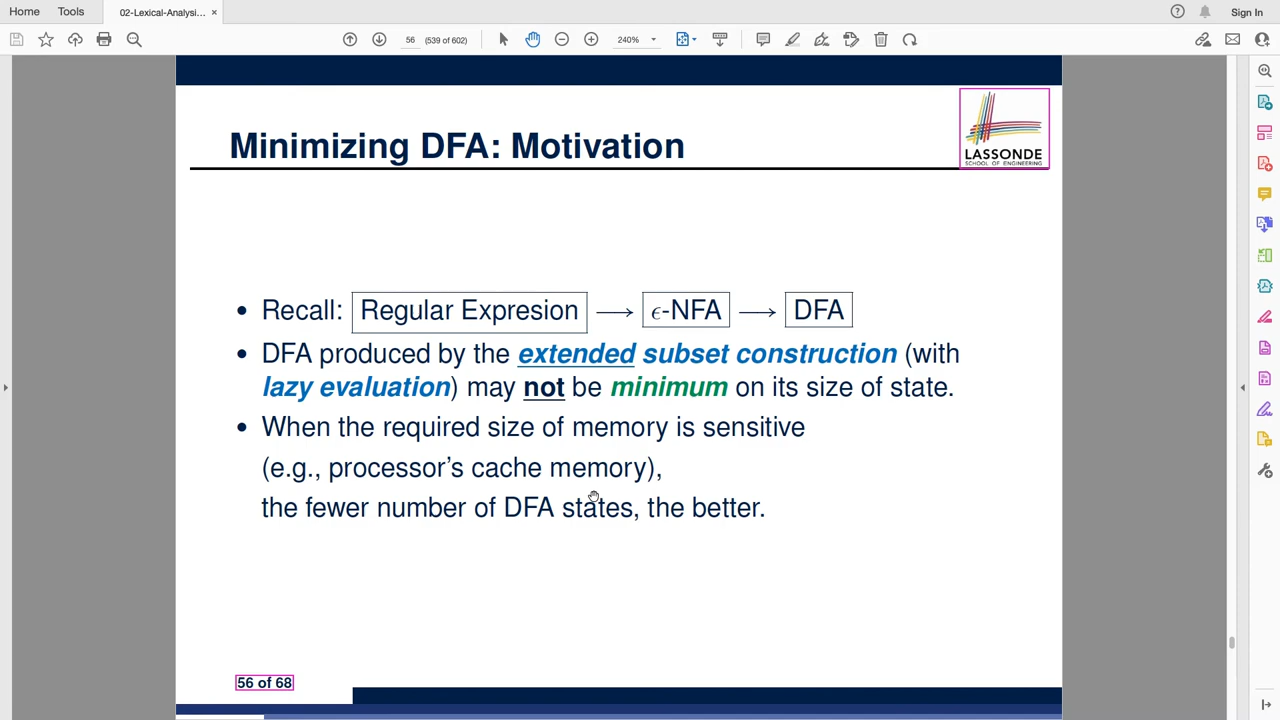 Home
Tools
02-Lexical-Analysi...
×
Sign In
56
(539 of 602)
240%
Minimizing DFA: Motivation
LASSONDE
SCHOOL OF ENGINEERING
• Recall: Regular Expresion → ϵ-NFA → DFA
• DFA produced by the extended subset construction (with
lazy evaluation) may not be minimum on its size of state.
• When the required size of memory is sensitive
(e.g., processor's cache memory),
the fewer number of DFA states, the better.
56 of 68